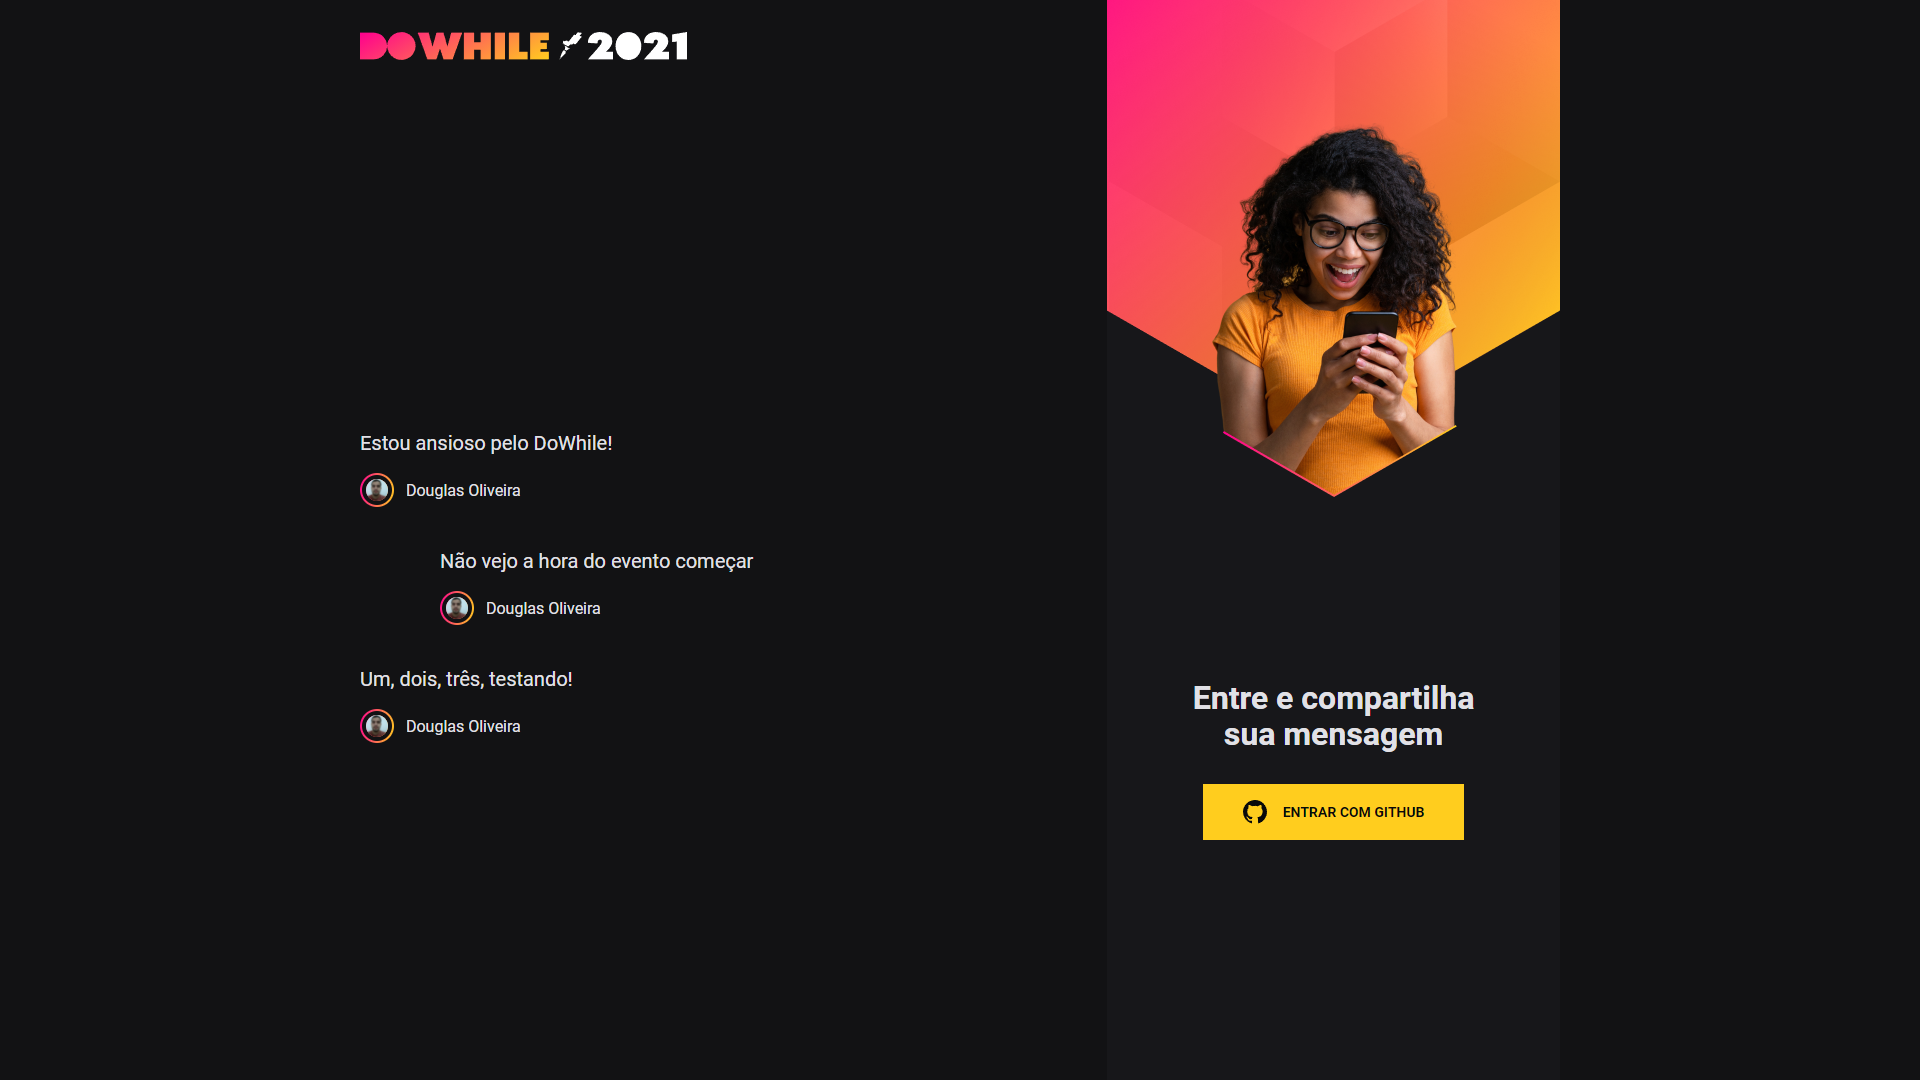 DOWHILE 2021
Estou ansioso pelo DoWhile!
Douglas Oliveira
Não vejo a hora do evento começar
Douglas Oliveira
Um, dois, três, testando!
Douglas Oliveira
Entre e compartilha
sua mensagem
ENTRAR COM GITHUB